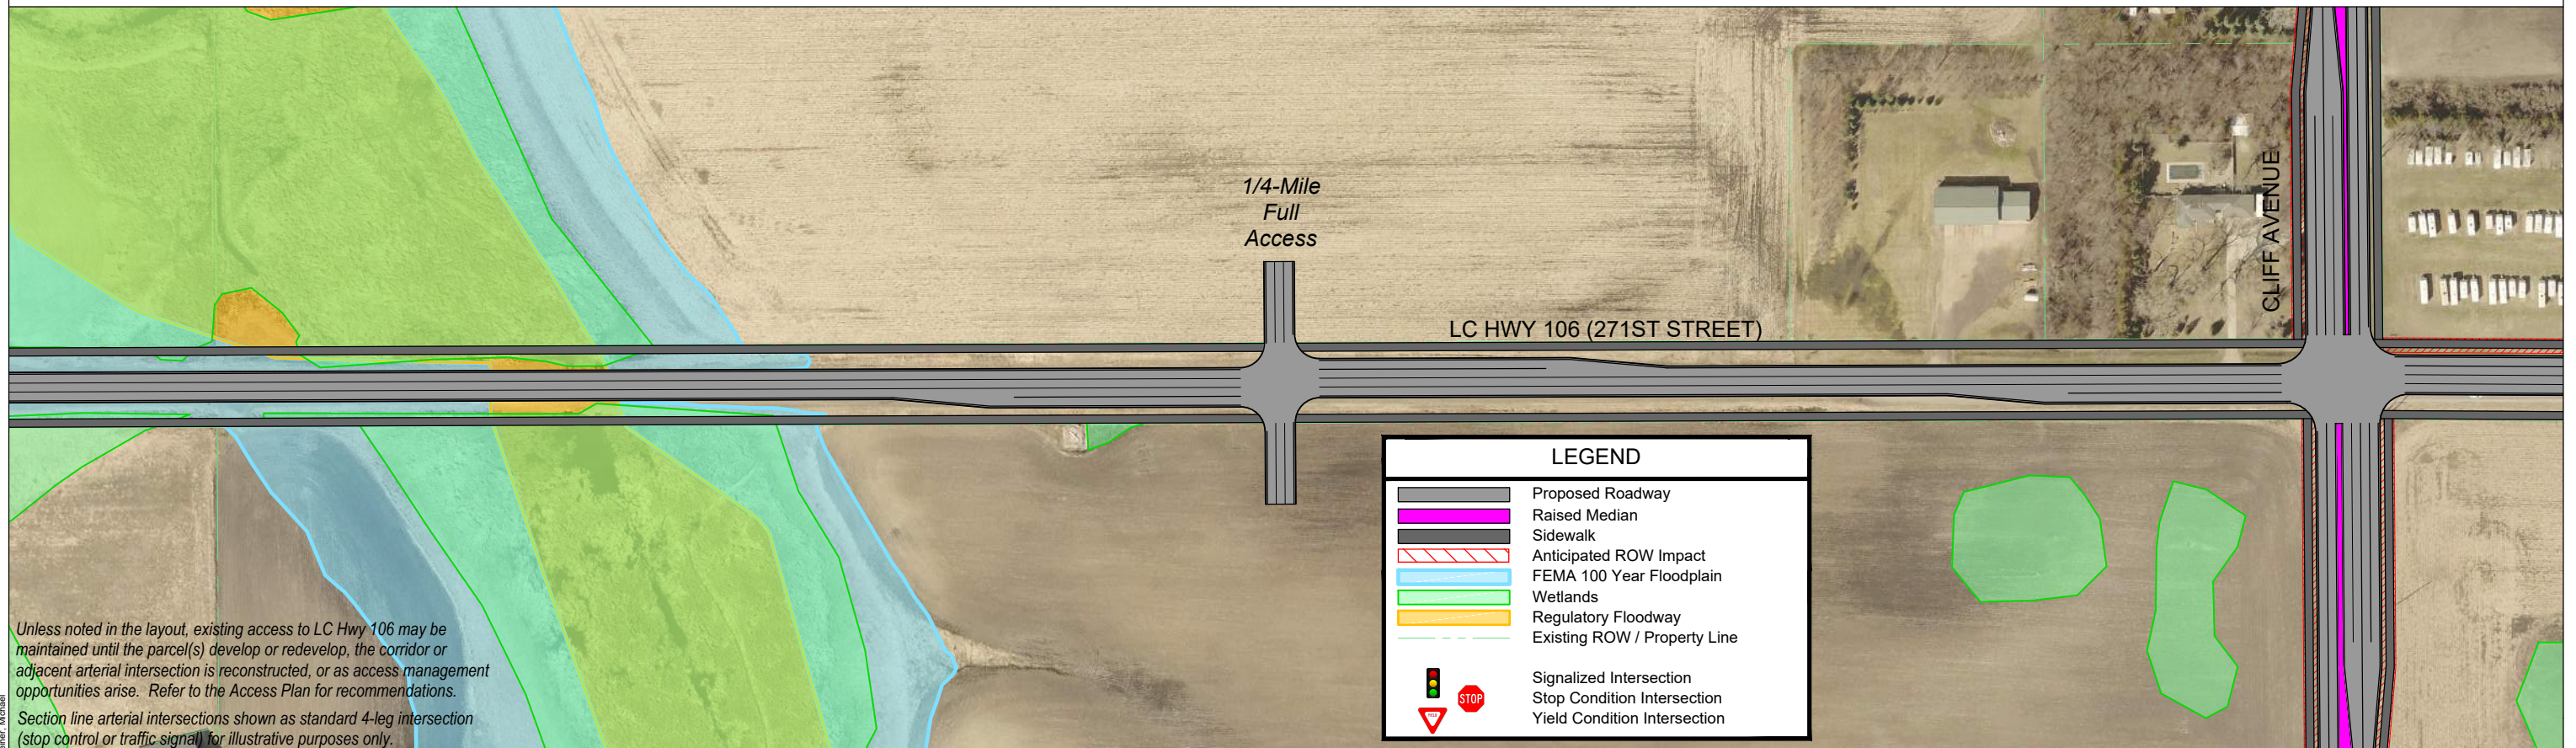 1/4-Mile
Full
Access
LC HWY 106 (271ST STREET)
CLIFF AVENUE
LEGEND
Proposed Roadway
Raised Median
Sidewalk
Anticipated ROW Impact
FEMA 100 Year Floodplain
Wetlands
Regulatory Floodway
Existing ROW / Property Line
Signalized Intersection
STOP
Stop Condition Intersection
YIELD
Yield Condition Intersection
Unless noted in the layout, existing access to LC Hwy 106 may be
maintained until the parcel(s) develop or redevelop, the corridor or
adjacent arterial intersection is reconstructed, or as access management
opportunities arise. Refer to the Access Plan for recommendations.
Section line arterial intersections shown as standard 4-leg intersection
(stop control or traffic signal) for illustrative purposes only.
Michael